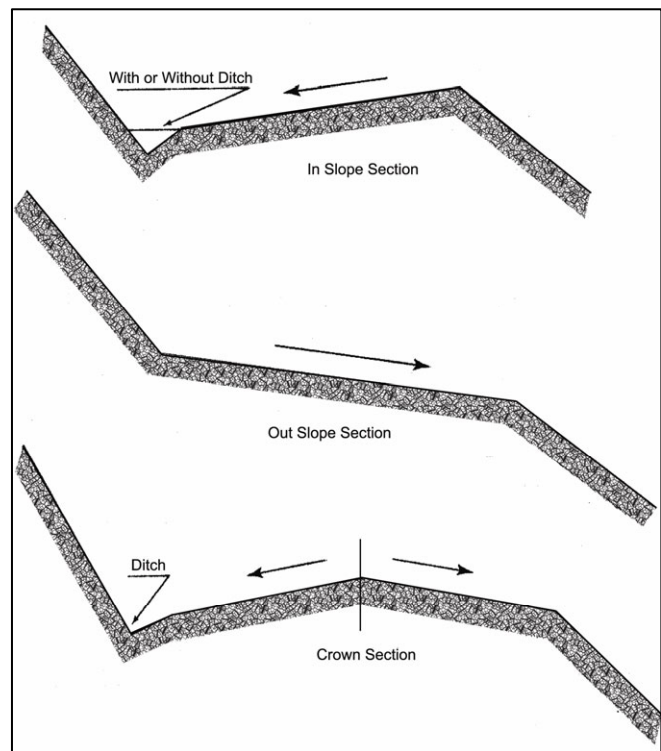 With or Without Ditch
In Slope Section
Out Slope Section
Ditch
Crown Section